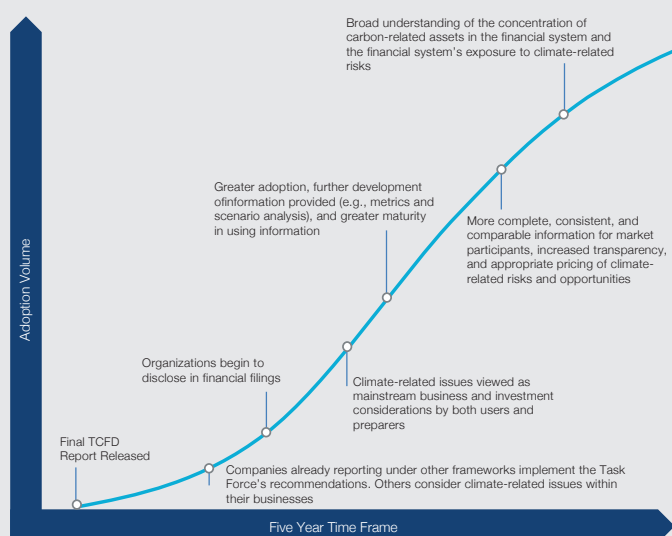 Broad understanding of the concentration of
carbon-related assets in the financial system and
the financial system's exposure to climate-related
risks
Greater adoption, further development
ofinformation provided (e.g., metrics and
scenario analysis), and greater maturity
in using information
More complete, consistent, and
comparable information for market
participants, increased transparency,
and appropriate pricing of climate-
related risks and opportunities
Adoption Volume
Organizations begin to
disclose in financial filings
Climate-related issues viewed as
mainstream business and investment
considerations by both users and
preparers
Final TCFD
Report Released
Companies already reporting under other frameworks implement the Task
Force's recommendations. Others consider climate-related issues within
their businesses
Five Year Time Frame